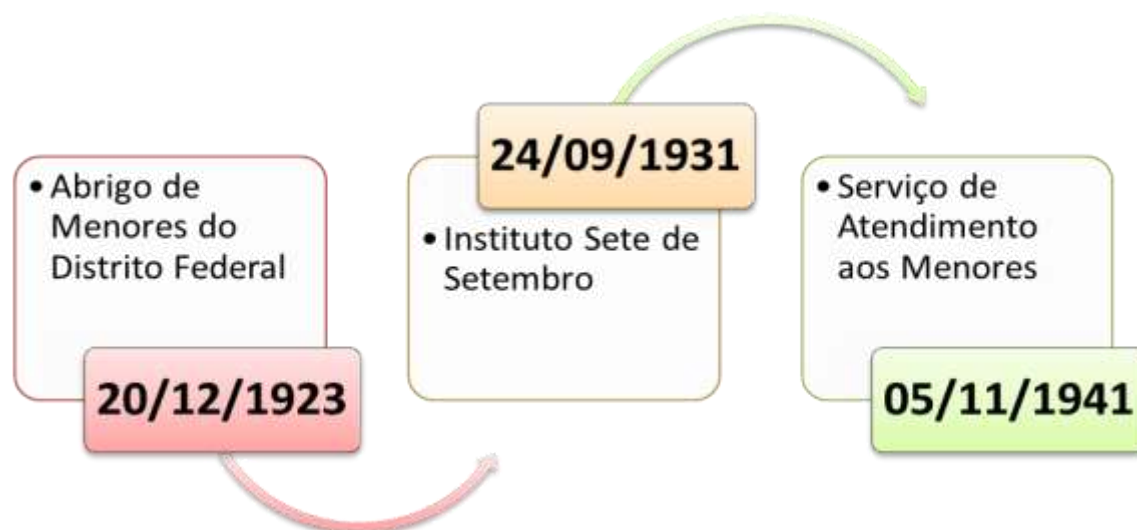 • Abrigo de
Menores do
Distrito Federal
20/12/1923
24/09/1931
• Instituto Sete de
Setembro
• Serviço de
Atendimento
aos Menores
05/11/1941